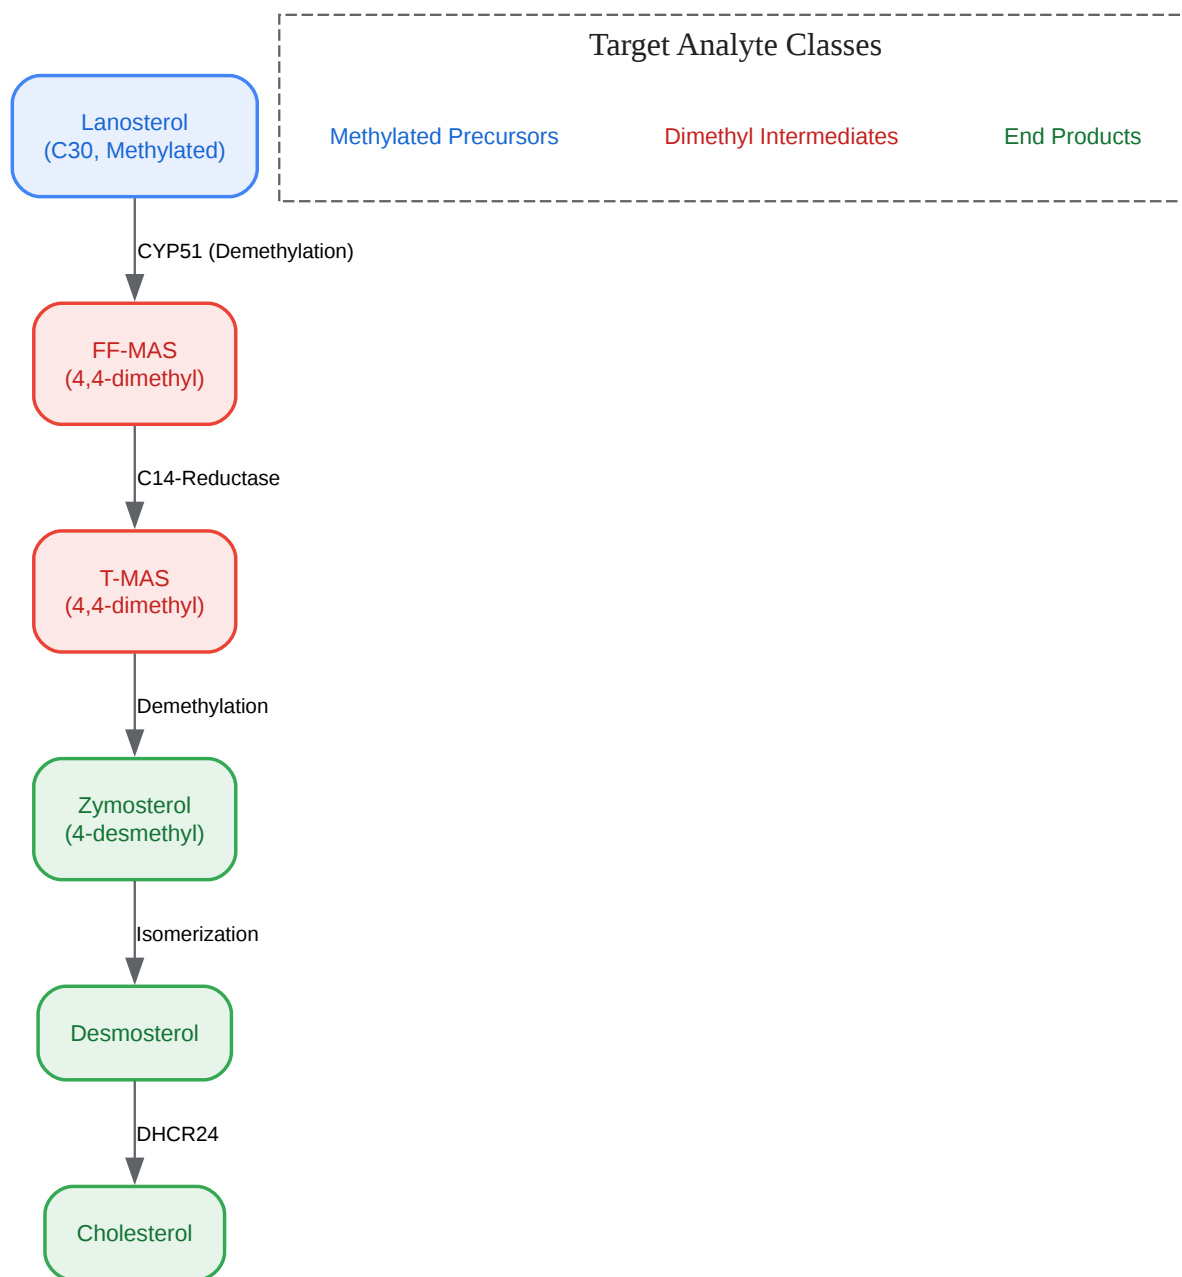 Target Analyte Classes
Lanosterol
(C30, Methylated)
Methylated Precursors
Dimethyl Intermediates
End Products
CYP51 (Demethylation)
FF-MAS
(4,4-dimethyl)
C14-Reductase
T-MAS
(4,4-dimethyl)
Demethylation
Zymosterol
(4-desmethyl)
Isomerization
Desmosterol
DHCR24
Cholesterol